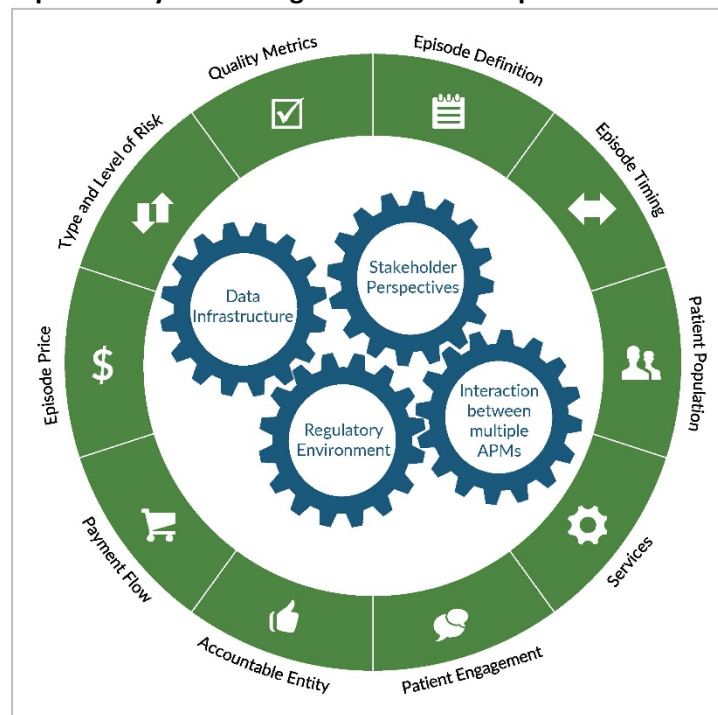 Quality Metrics
Episode Definition
Episode Timing
Patient Population
Services
Patient Engagement
Accountable Entity
Payment Flow
Episode Price
$
Type and Level of Risk
Data
Infrastructure
Stakeholder
Perspectives
Regulatory
Environment
Interaction
between
multiple
APMs